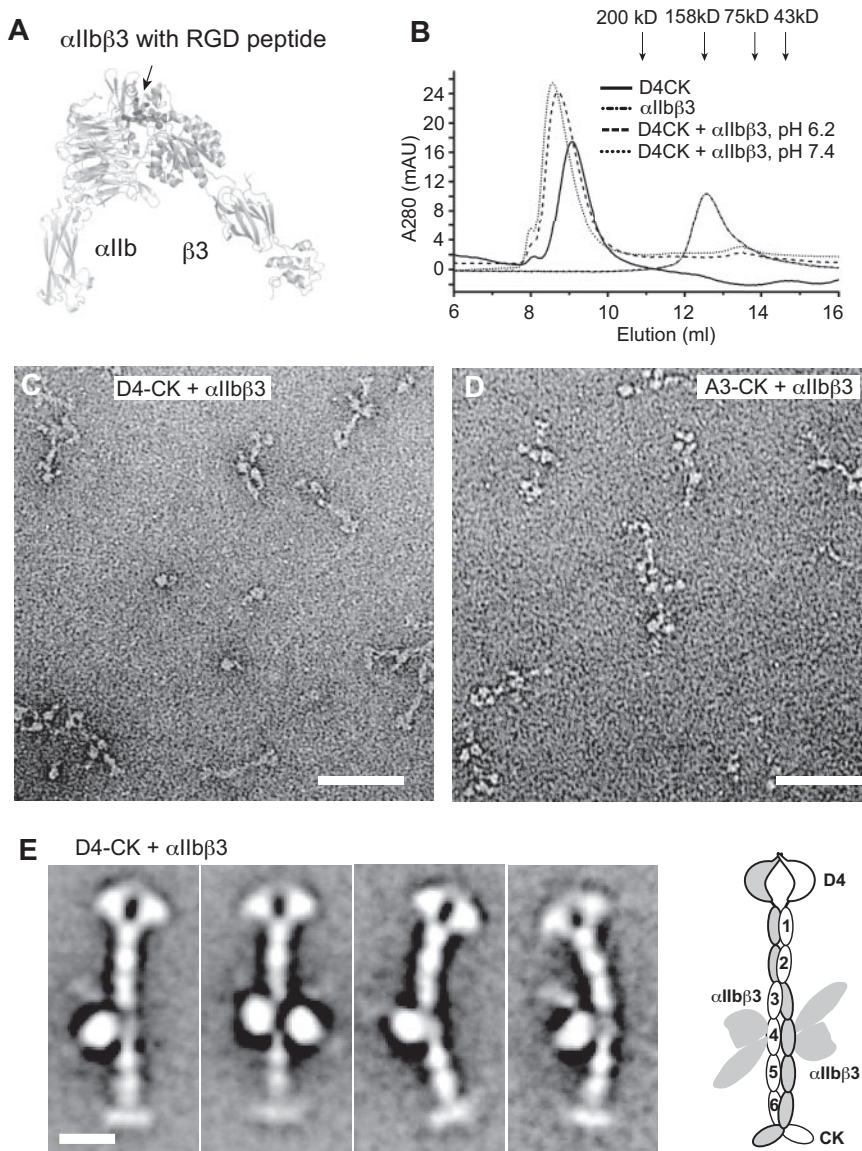 A
αIIbβ3 with RGD peptide
αIIb
β3
B
200 kD 158kD 75kD 43kD
D4CK
αIIbβ3
D4CK + αIIbβ3, pH 6.2
D4CK + αIIbβ3, pH 7.4
A280 (mAU)
24
20
16
12
8
4
0
6 8 10 12 14 16
Elution (ml)
C
D4-CK + αIIbβ3
D
A3-CK + αIIbβ3
E
D4-CK + αIIbβ3
D4
1
2
3
αIIbβ3
4
5
αIIbβ3
6
CK